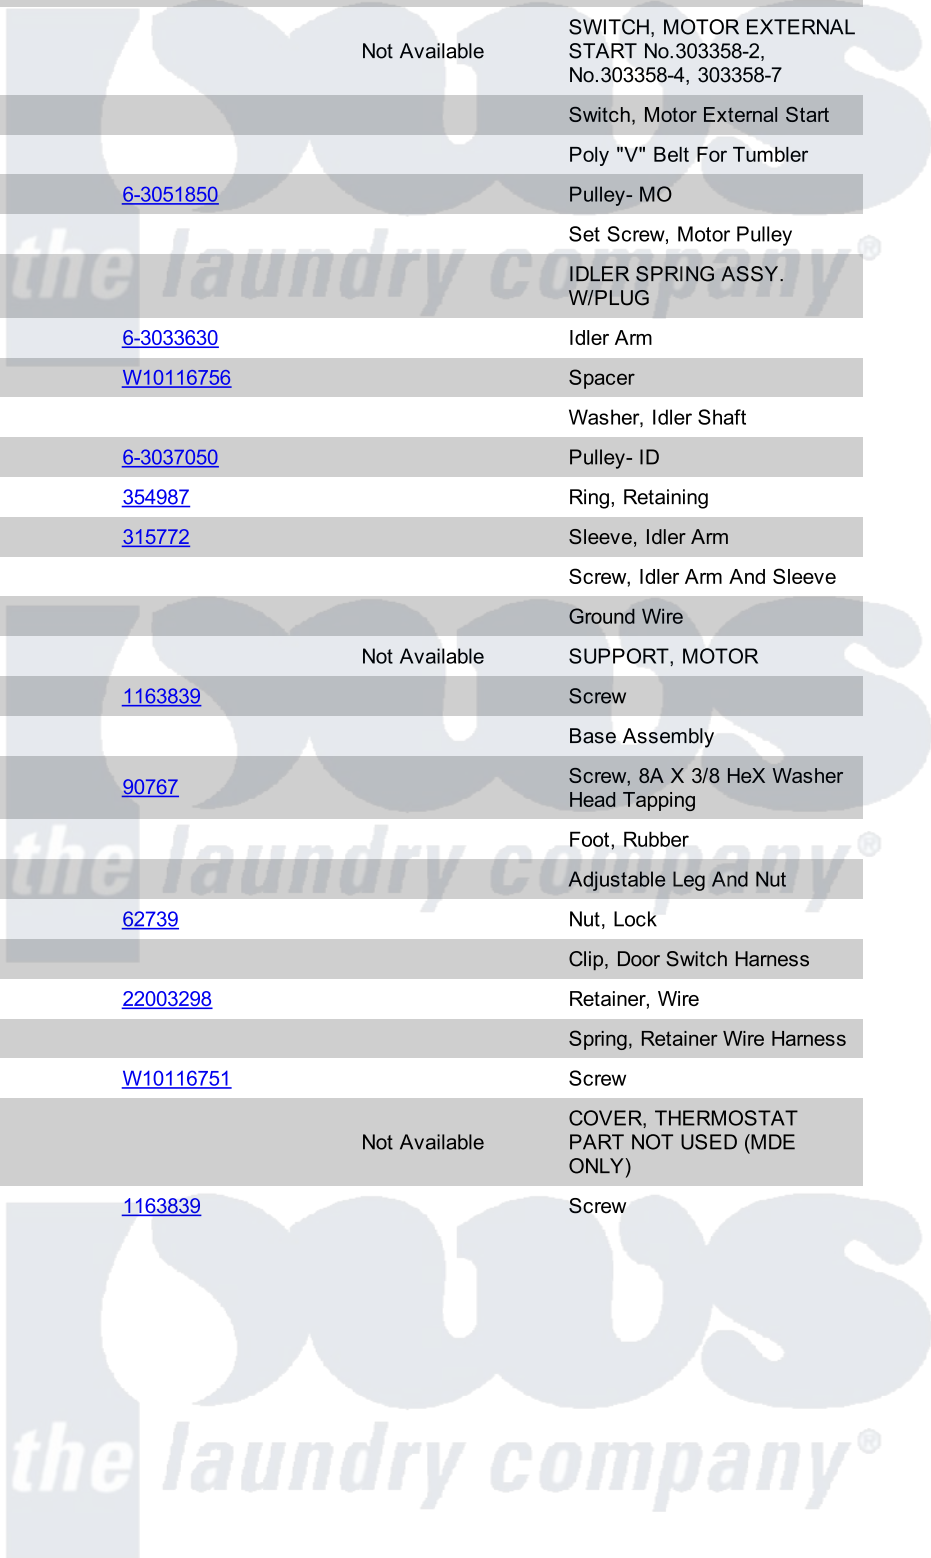 SWITCH, MOTOR EXTERNAL
Not Available START No.303358-2,
No.303358-4, 303358-7
Switch, Motor External Start
Poly "V" Belt For Tumbler
6-3051850 Pulley- MO
Set Screw, Motor Pulley
the laundry company®
IDLER SPRING ASSY.
W/PLUG
6-3033630 Idler Arm
W10116756 Spacer
Washer, Idler Shaft
6-3037050 Pulley- ID
354987 Ring, Retaining
315772 Sleeve, Idler Arm
Screw, Idler Arm And Sleeve
Ground Wire
Not Available SUPPORT, MOTOR
1163839 Screw
Base Assembly
90767 Screw, 8A X 3/8 HeX Washer
Head Tapping
Foot, Rubber
the laundry company®
Adjustable Leg And Nut
62739 Nut, Lock
Clip, Door Switch Harness
22003298 Retainer, Wire
Spring, Retainer Wire Harness
W10116751 Screw
COVER, THERMOSTAT
Not Available PART NOT USED (MDE
ONLY)
1163839 Screw
pws
the laundry company®